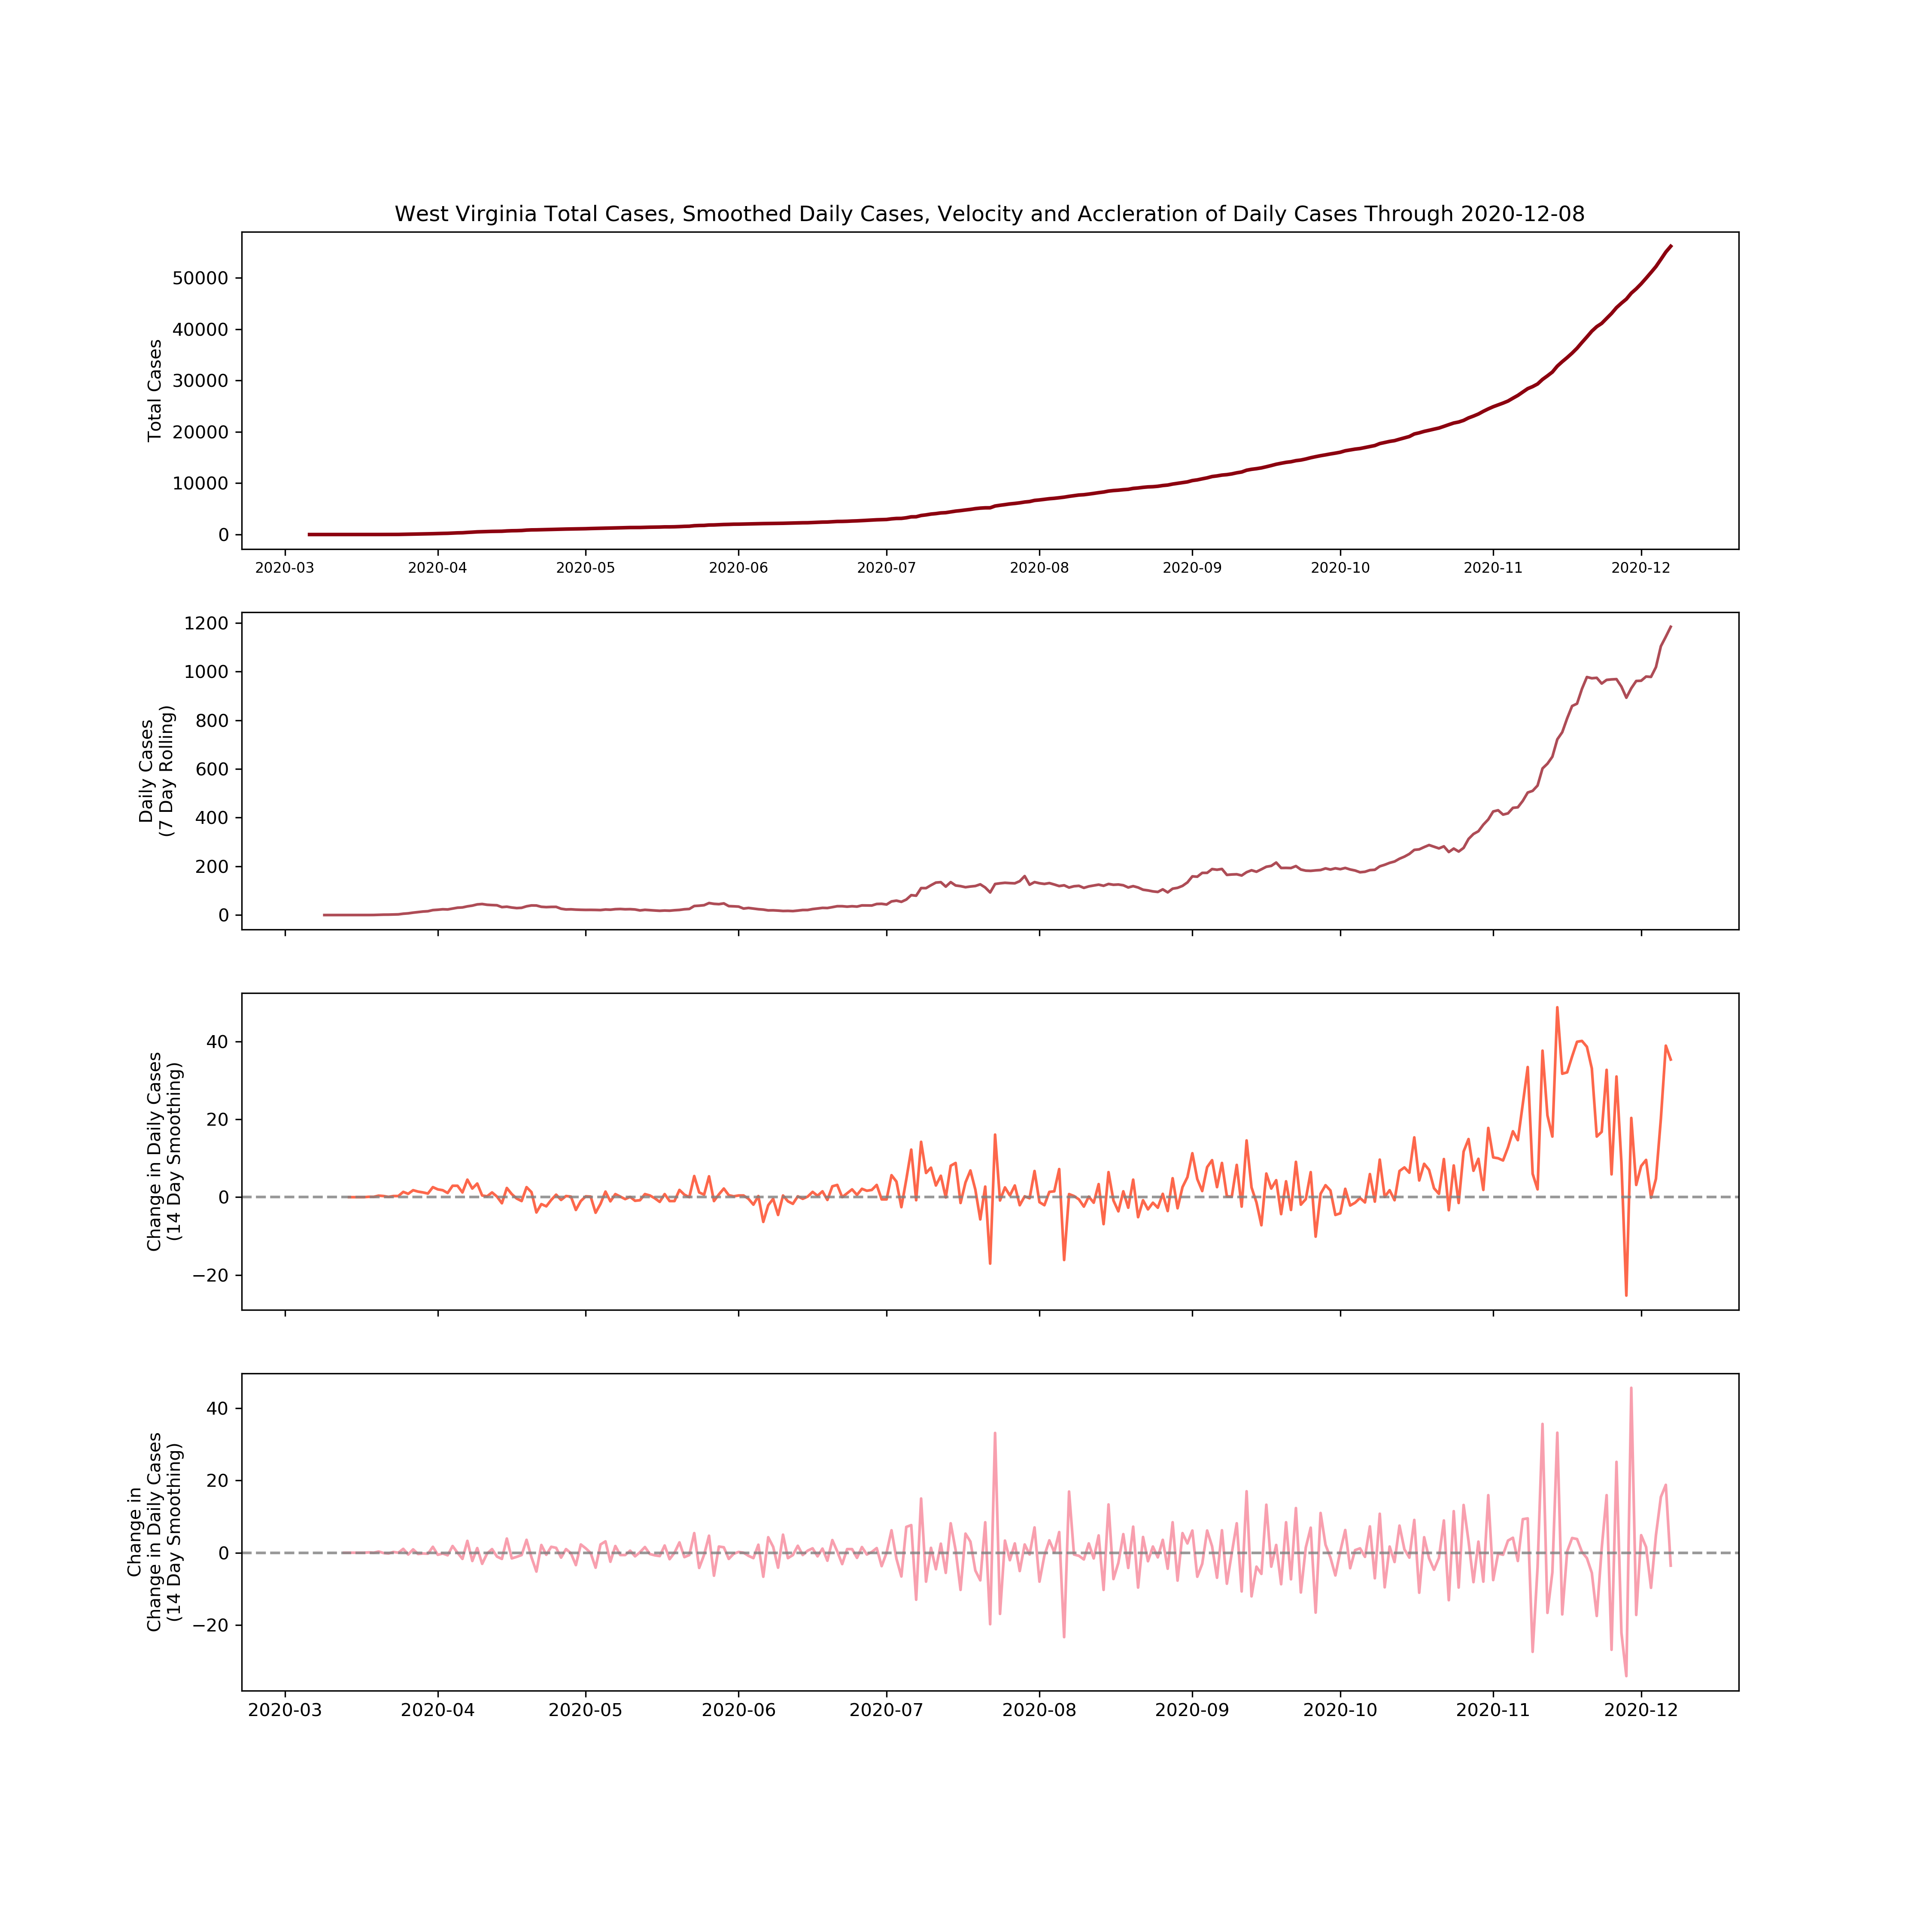 West Virginia Total Cases, Smoothed Daily Cases, Velocity and Accleration of Daily Cases Through 2020-12-08
Total Cases
50000
40000
30000
20000
10000
0
2020-03 2020-04 2020-05 2020-06 2020-07 2020-08 2020-09 2020-10 2020-11 2020-12
Daily Cases
(7 Day Rolling)
1200
1000
800
600
400
200
0
Change in Daily Cases
(14 Day Smoothing)
40
20
0
−20
Change in
Change in Daily Cases
(14 Day Smoothing)
40
20
0
−20
2020-03 2020-04 2020-05 2020-06 2020-07 2020-08 2020-09 2020-10 2020-11 2020-12